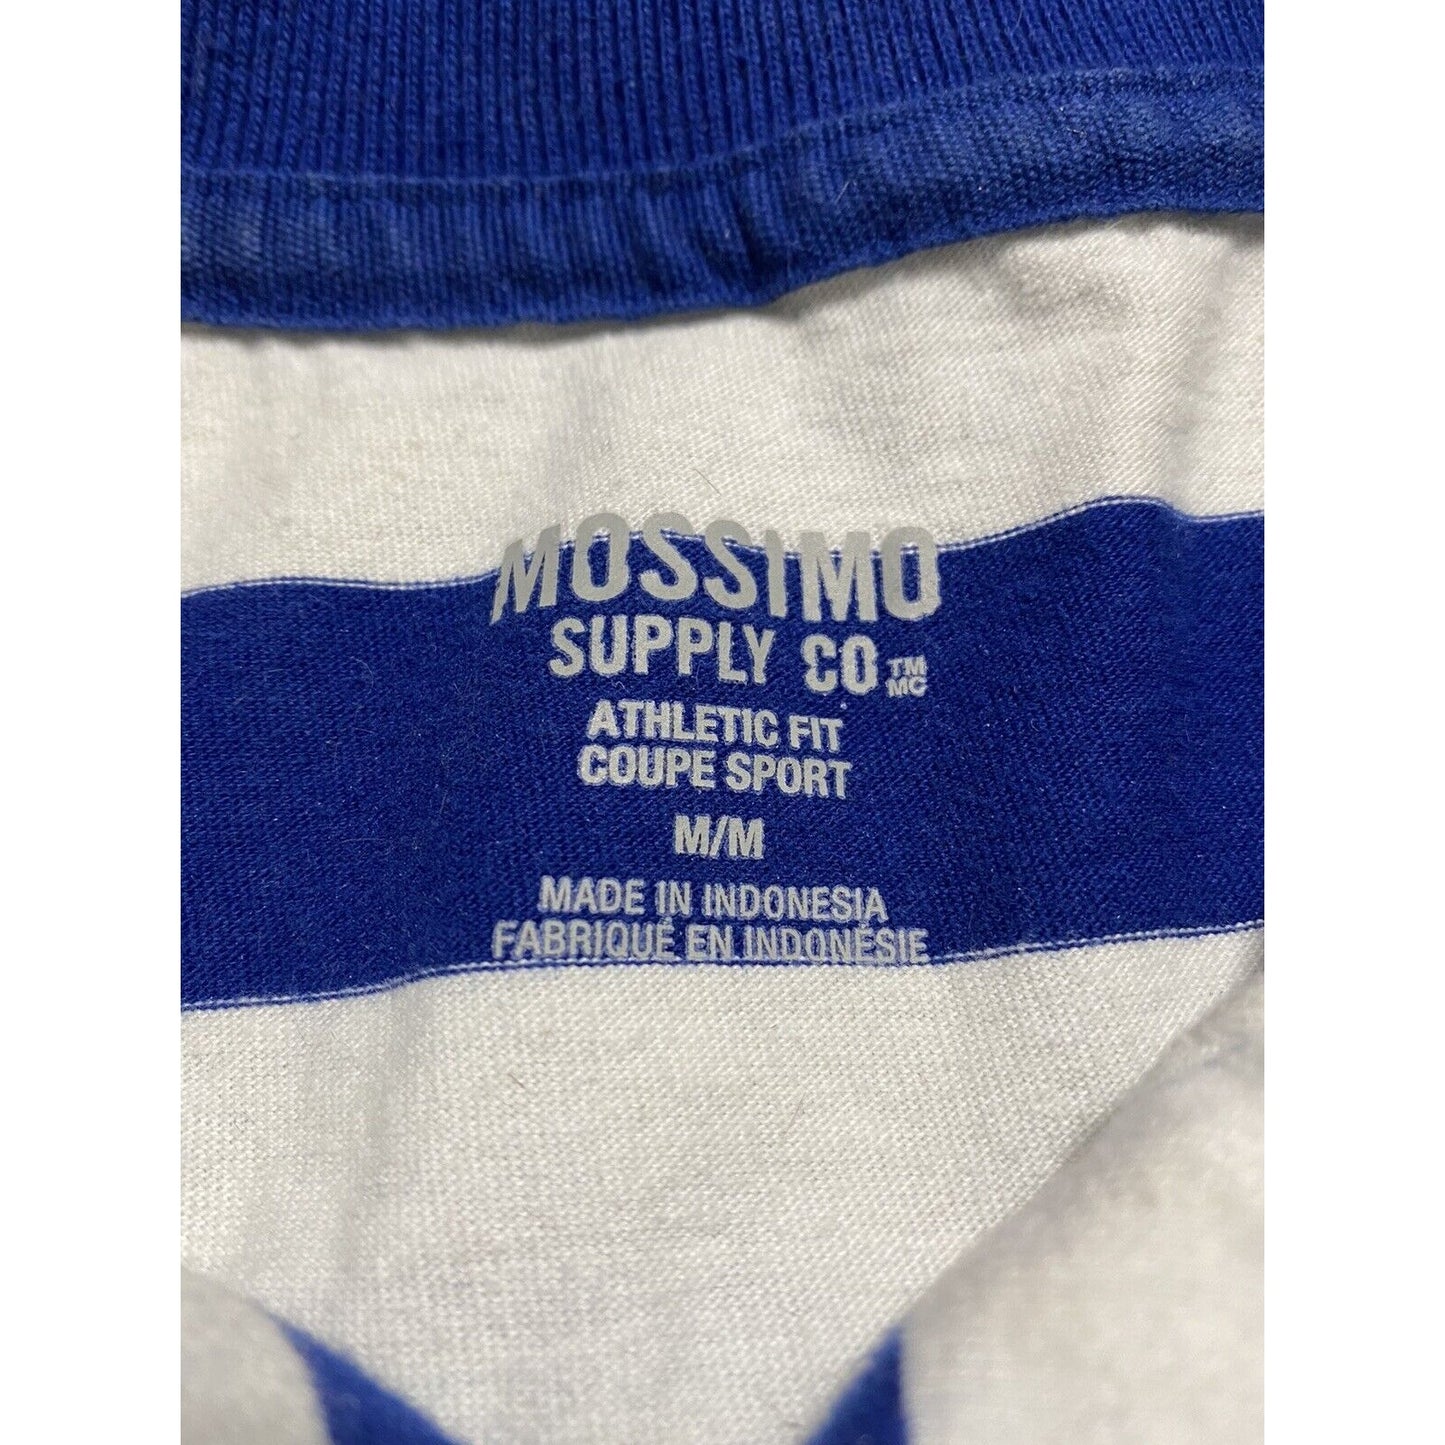 MOSSIMO
SUPPLY CO TM MC
ATHLETIC FIT
COUPE SPORT
M/M
MADE IN INDONESIA
FABRIQUÉ EN INDONÉSIE